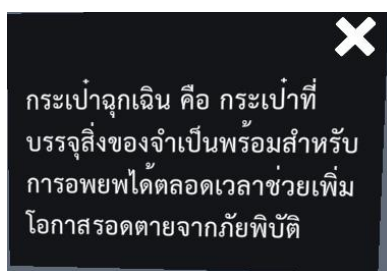 กระเป๋าฉุกเฉิน คือ กระเป๋าที่
บรรจุสิ่งของจำเป็นพร้อมสำหรับ
การอพยพได้ตลอดเวลาช่วยเพิ่ม
โอกาสรอดตายจากภัยพิบัติ